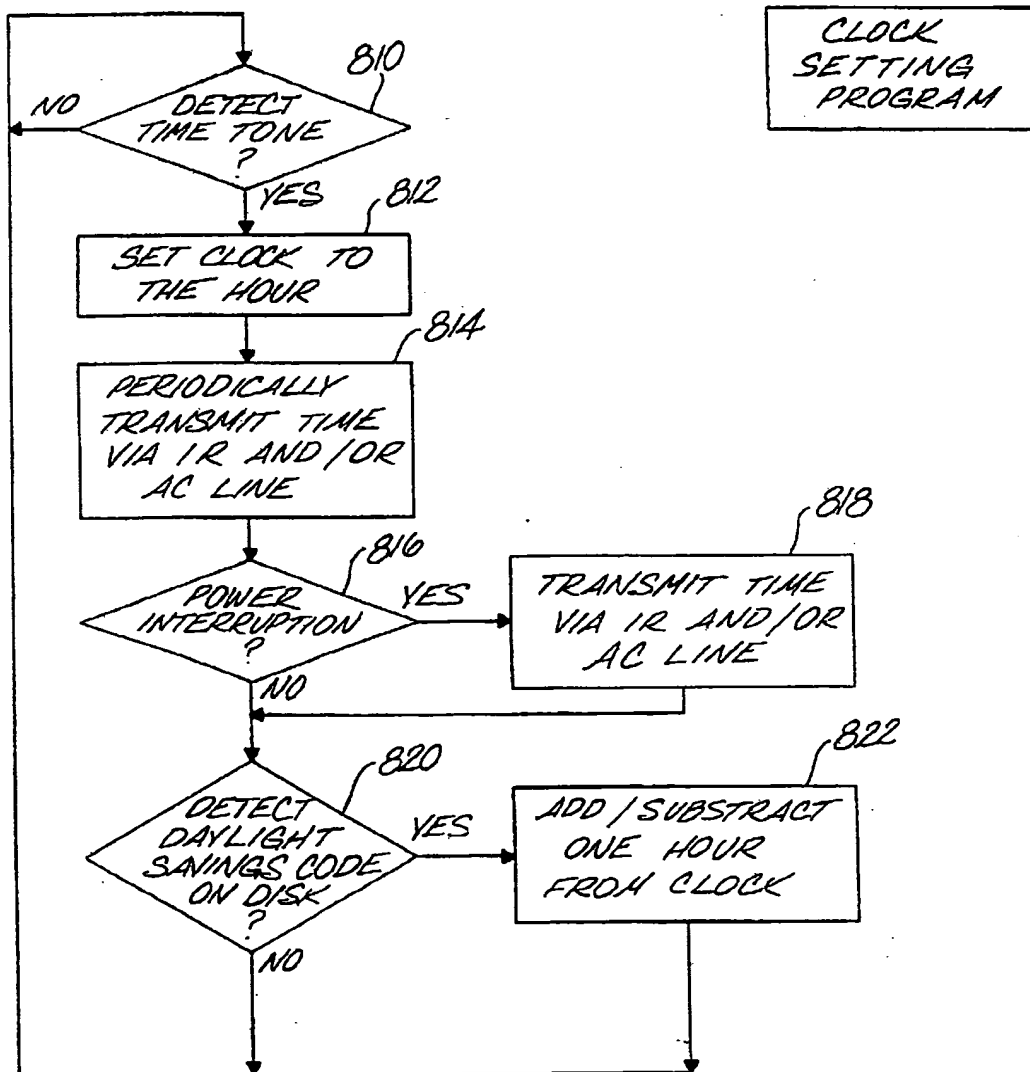 CLOCK
SETTING
PROGRAM
810
DETECT
TIME TONE
?
NO
YES
812
SET CLOCK TO
THE HOUR
814
PERIODICALLY
TRANSMIT TIME
VIA IR AND/OR
AC LINE
816
POWER
INTERRUPTION
?
YES
NO
818
TRANSMIT TIME
VIA IR AND/OR
AC LINE
820
DETECT
DAYLIGHT
SAVINGS CODE
ON DISK
?
YES
NO
822
ADD/SUBSTRACT
ONE HOUR
FROM CLOCK